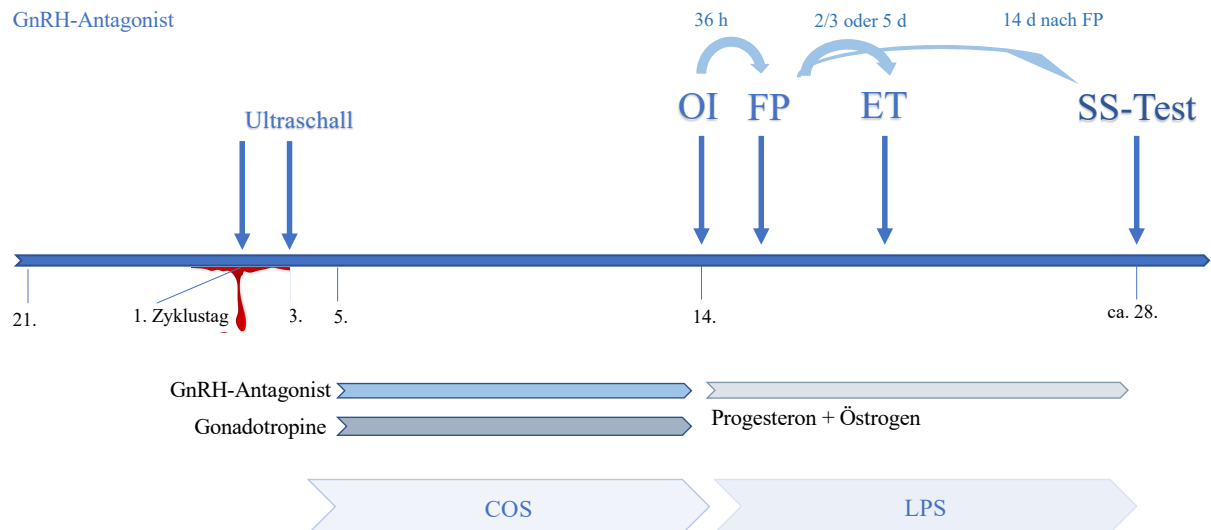 GnRH-Antagonist
36 h
2/3 oder 5 d
14 d nach FP
Ultraschall
OI
FP
ET
SS-Test
21.
1. Zyklustag
3.
5.
14.
ca. 28.
GnRH-Antagonist
Gonadotropine
Progesteron + Östrogen
COS
LPS